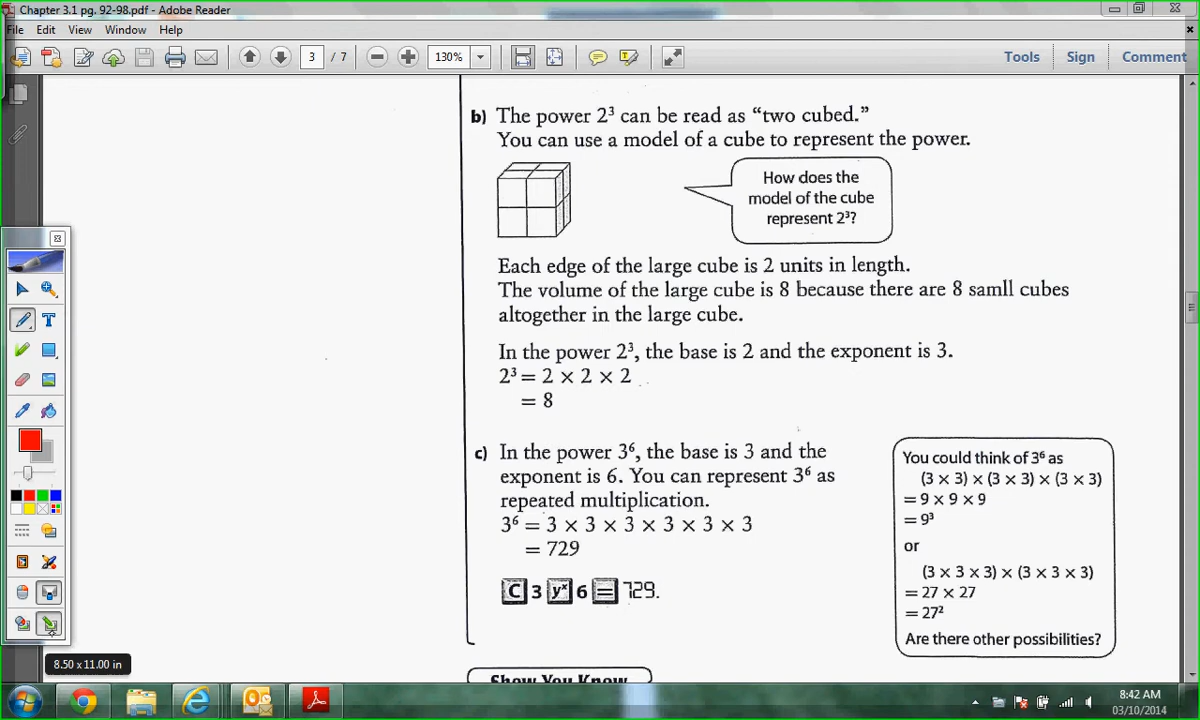 Chapter 3.1 pg. 92-98.pdf - Adobe Reader
File Edit View Window Help
3 / 7 130% Tools Sign Comment
b) The power 2³ can be read as “two cubed.”
You can use a model of a cube to represent the power.
How does the
model of the cube
represent 2³?
Each edge of the large cube is 2 units in length.
The volume of the large cube is 8 because there are 8 samll cubes
altogether in the large cube.
In the power 2³, the base is 2 and the exponent is 3.
2³ = 2 × 2 × 2
= 8
c) In the power 3⁶, the base is 3 and the
exponent is 6. You can represent 3⁶ as
repeated multiplication.
3⁶ = 3 × 3 × 3 × 3 × 3 × 3
= 729
C 3 yˣ 6 = 729.
You could think of 3⁶ as
(3 × 3) × (3 × 3) × (3 × 3)
= 9 × 9 × 9
= 9³
or
(3 × 3 × 3) × (3 × 3 × 3)
= 27 × 27
= 27²
Are there other possibilities?
Show You Know
T
8.50 x 11.00 in
8:42 AM
03/10/2014